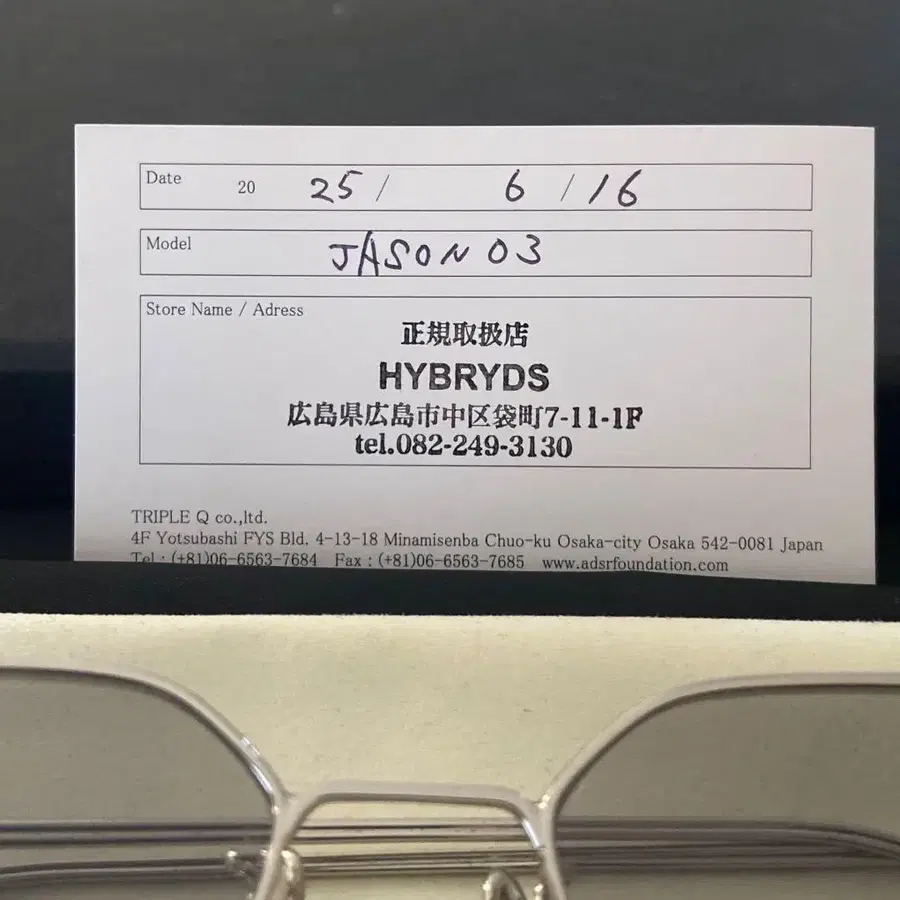 Date 20 25 / 6 / 16
Model JASON 03
Store Name / Adress
正規取扱店
HYBRYDS
広島県広島市中区袋町7-11-1F
tel.082-249-3130
TRIPLE Q co.,ltd.
4F Yotsubashi FYS Bld. 4-13-18 Minamisenba Chuo-ku Osaka-city Osaka 542-0081 Japan
Tel : (+81)06-6563-7684 Fax : (+81)06-6563-7685 www.adsrfoundation.com